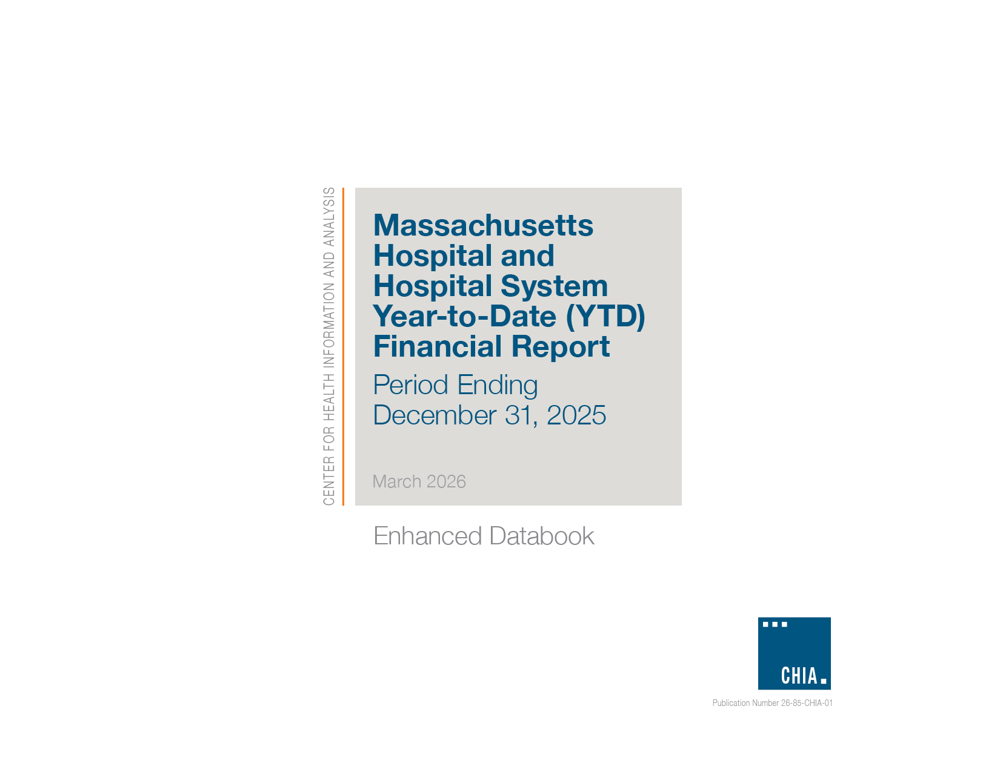 CENTER FOR HEALTH INFORMATION AND ANALYSIS
Massachusetts
Hospital and
Hospital System
Year-to-Date (YTD)
Financial Report
Period Ending
December 31, 2025
March 2026
Enhanced Databook
CHIA
Publication Number 26-85-CHIA-01